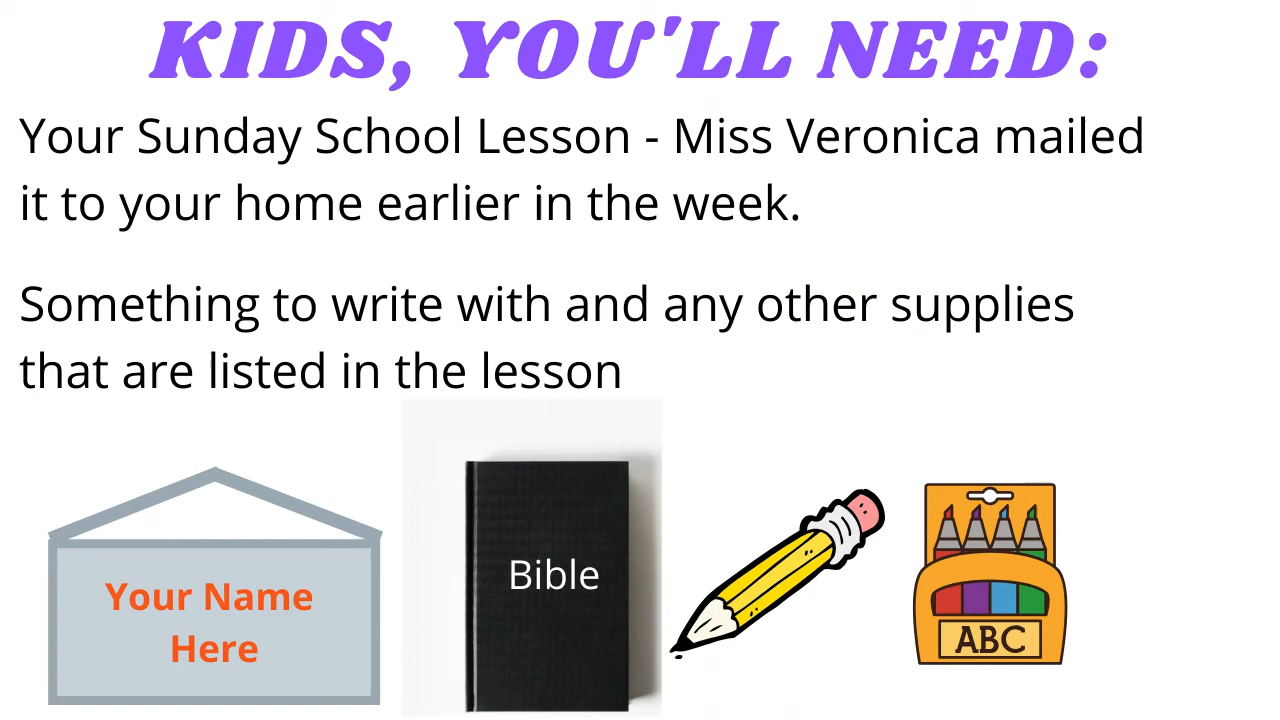 KIDS, YOU'LL NEED:
Your Sunday School Lesson - Miss Veronica mailed
it to your home earlier in the week.
Something to write with and any other supplies
that are listed in the lesson
Your Name
Here
Bible
ABC